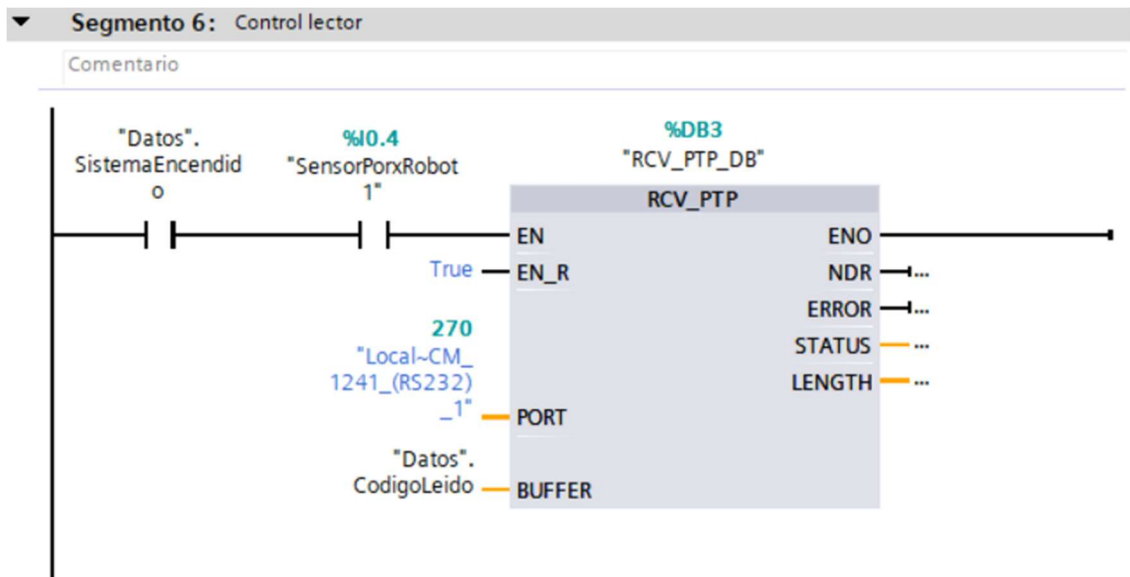 Segmento 6: Control lector
Comentario
"Datos".
SistemaEncendid
o
%I0.4
"SensorPorxRobot
1"
%DB3
"RCV_PTP_DB"
RCV_PTP
EN
ENO
True
EN_R
NDR
...
ERROR
...
270
"Local~CM_
1241_(RS232)
_1"
STATUS
...
LENGTH
...
PORT
"Datos".
CodigoLeido
BUFFER